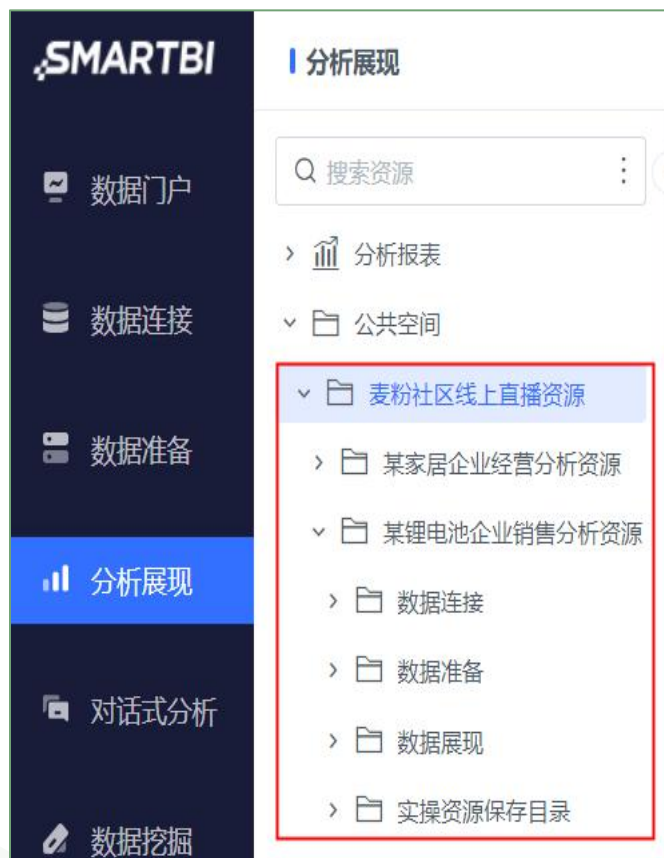 SMARTBI
数据门户
数据连接
数据准备
分析展现
对话式分析
数据挖掘
分析展现
搜索资源
分析报表
公共空间
麦粉社区线上直播资源
某家居企业经营分析资源
某锂电池企业销售分析资源
数据连接
数据准备
数据展现
实操资源保存目录